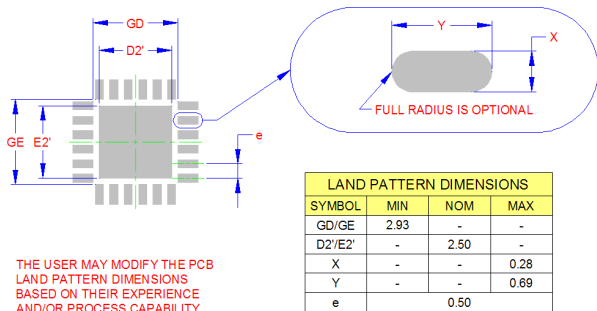 GD
D2'
GE
E2'
e
Y
X
FULL RADIUS IS OPTIONAL
LAND PATTERN DIMENSIONS
SYMBOL MIN NOM MAX
GD/GE 2.93 - -
D2'/E2' - 2.50 -
X - - 0.28
Y - - 0.69
e 0.50
THE USER MAY MODIFY THE PCB
LAND PATTERN DIMENSIONS
BASED ON THEIR EXPERIENCE
AND/OR PROCESS CAPABILITY